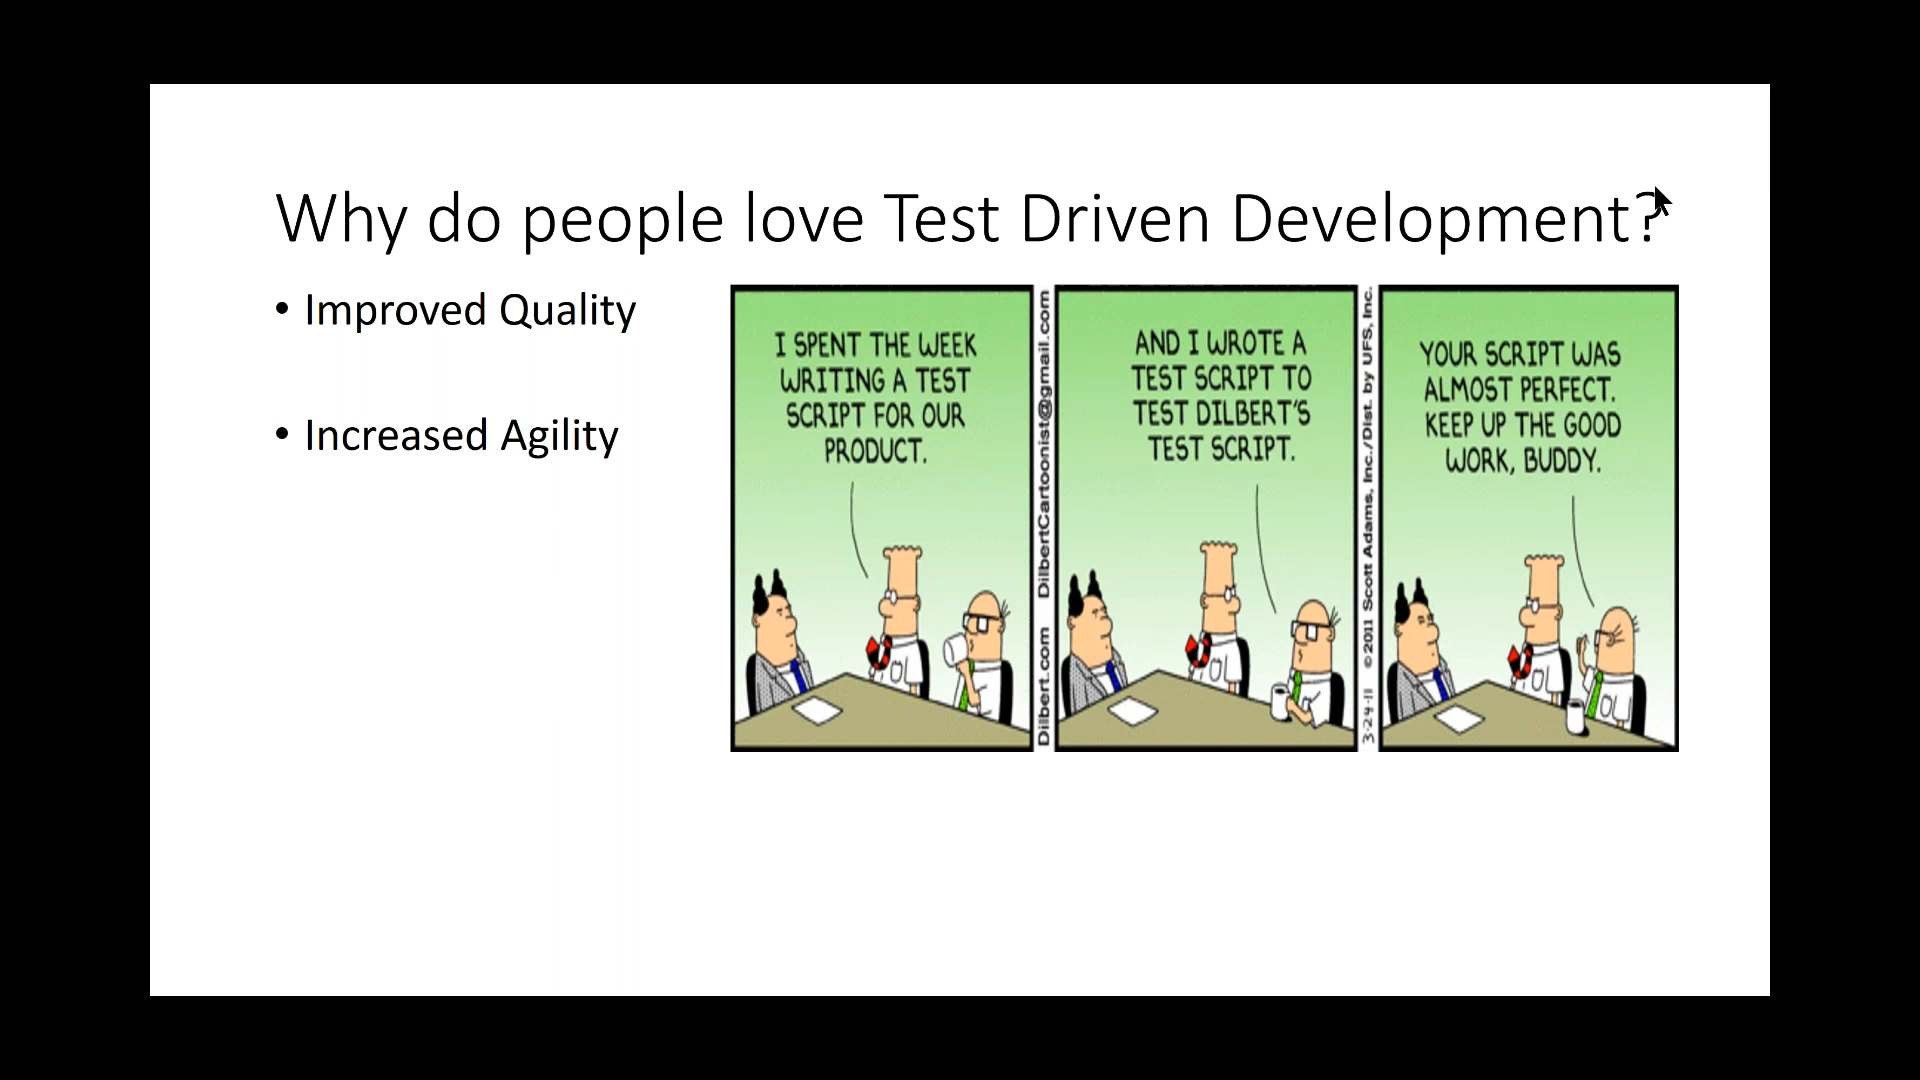 Why do people love Test Driven Development?
• Improved Quality
• Increased Agility
I SPENT THE WEEK
WRITING A TEST
SCRIPT FOR OUR
PRODUCT.
Dilbert.com DilbertCartoonist@gmail.com
AND I WROTE A
TEST SCRIPT TO
TEST DILBERT'S
TEST SCRIPT.
3-24-11 ©2011 Scott Adams, Inc./Dist. by UFS, Inc.
YOUR SCRIPT WAS
ALMOST PERFECT.
KEEP UP THE GOOD
WORK, BUDDY.